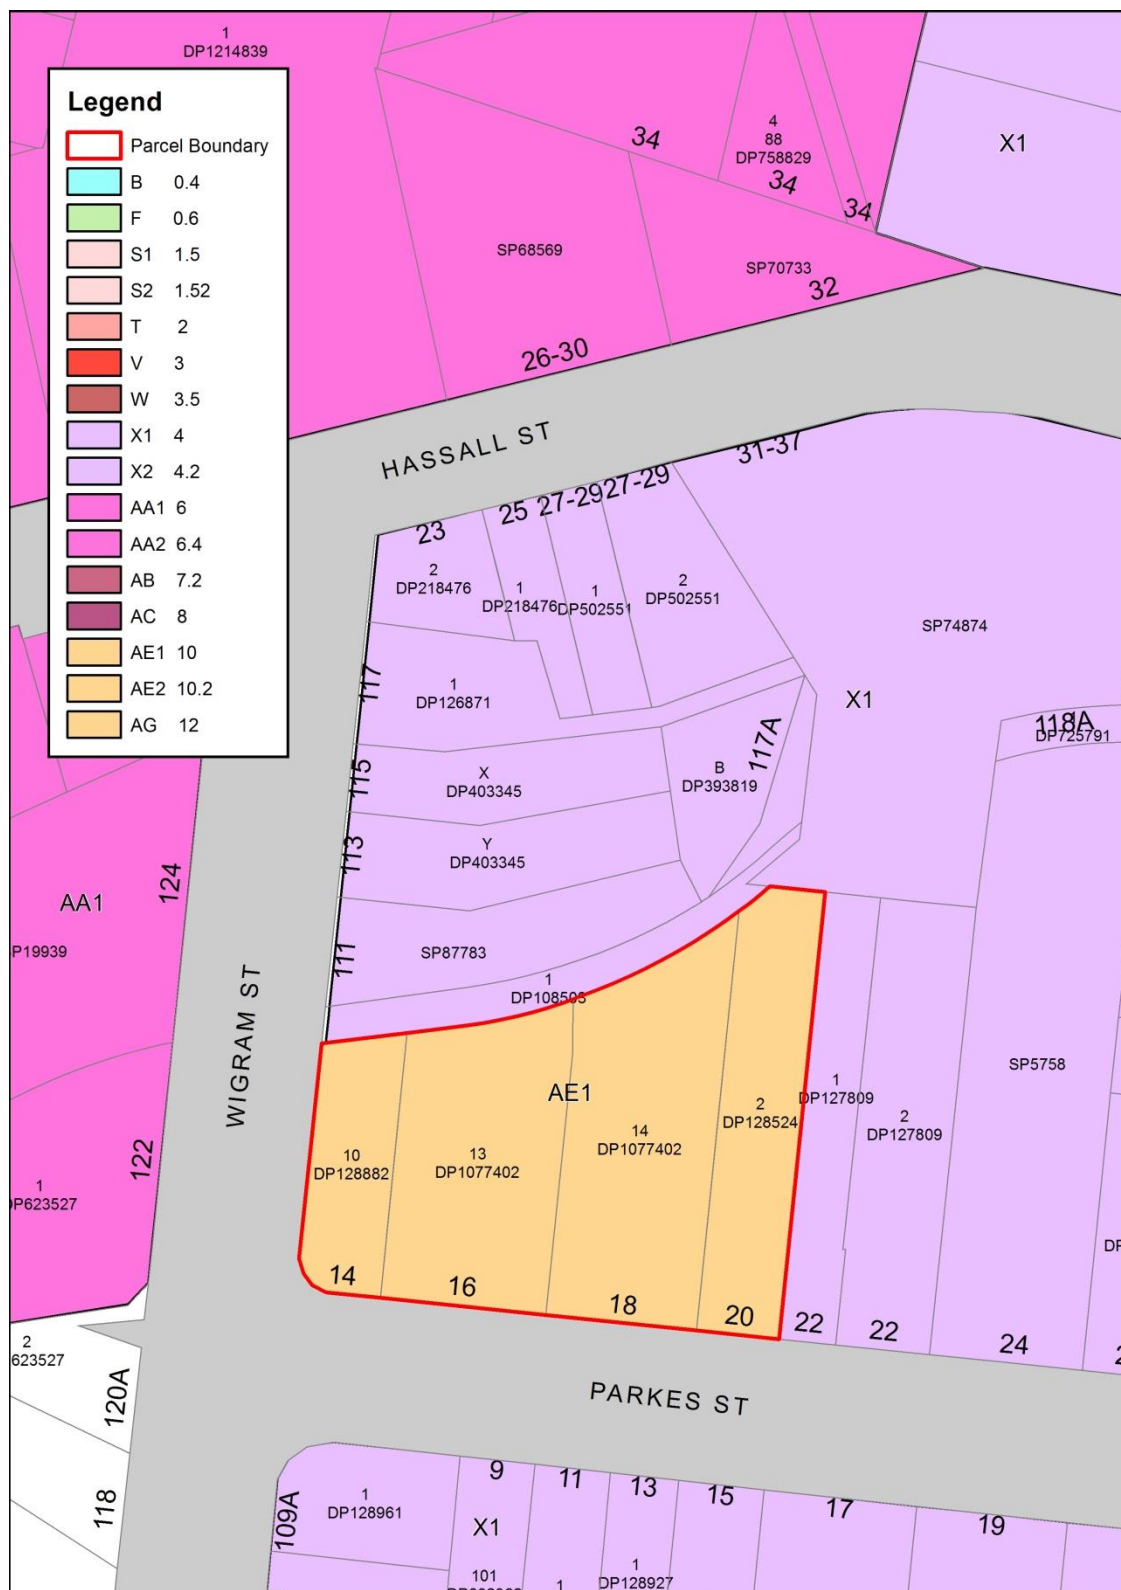 1
DP1214839
Legend
Parcel Boundary
B 0.4
F 0.6
S1 1.5
S2 1.52
T 2
V 3
W 3.5
X1 4
X2 4.2
AA1 6
AA2 6.4
AB 7.2
AC 8
AE1 10
AE2 10.2
AG 12
34
4
88
DP758829
34
34
X1
SP68569
SP70733
32
26-30
HASSALL ST
31-37
27-29
27-29
25
23
2
DP218476
1
DP218476
1
DP502551
2
DP502551
SP74874
117
1
DP126871
X1
118A
DP725791
117A
115
X
DP403345
B
DP393819
113
Y
DP403345
124
AA1
P19939
111
SP87783
1
DP108503
WIGRAM ST
AE1
SP5758
1
DP127809
2
DP127809
2
DP128524
14
DP1077402
13
DP1077402
10
DP128882
122
1
DP623527
14
16
18
20
22
22
24
2
623527
120A
PARKES ST
118
109A
1
DP128961
9
11
13
15
17
19
X1
101
1
1
DP128927